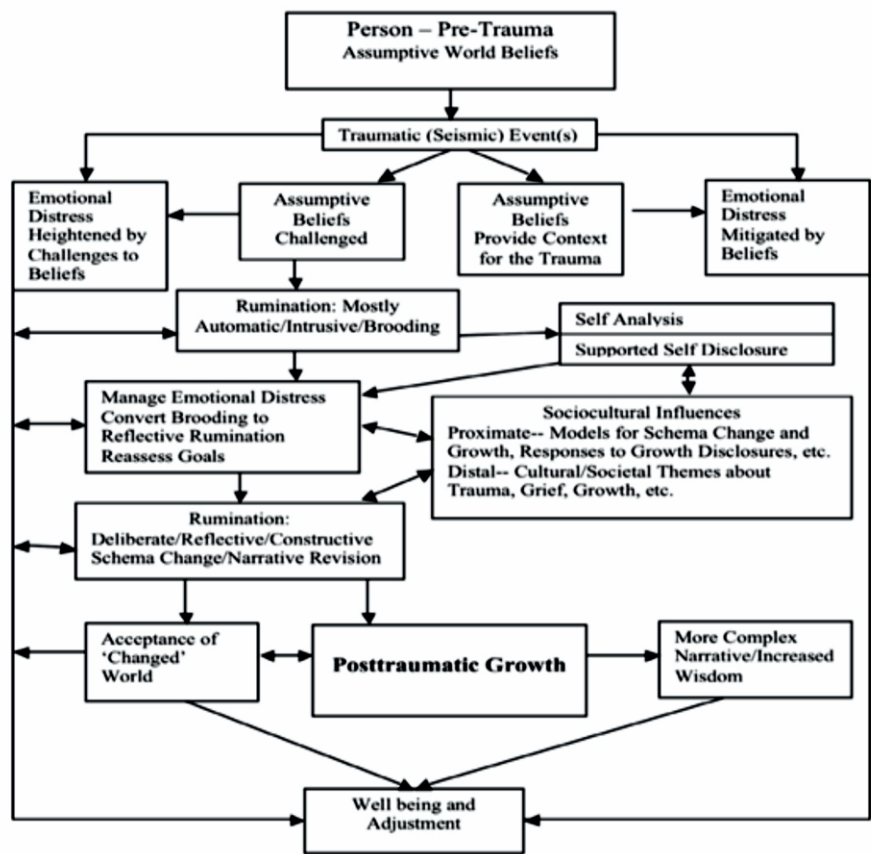 Person – Pre-Trauma
Assumptive World Beliefs
Traumatic (Seismic) Event(s)
Emotional
Distress
Heightened by
Challenges to
Beliefs
Assumptive
Beliefs
Challenged
Assumptive
Beliefs
Provide Context
for the Trauma
Emotional
Distress
Mitigated by
Beliefs
Rumination: Mostly
Automatic/Intrusive/Brooding
Self Analysis
Supported Self Disclosure
Manage Emotional Distress
Convert Brooding to
Reflective Rumination
Reassess Goals
Sociocultural Influences
Proximate-- Models for Schema Change and
Growth, Responses to Growth Disclosures, etc.
Distal-- Cultural/Societal Themes about
Trauma, Grief, Growth, etc.
Rumination:
Deliberate/Reflective/Constructive
Schema Change/Narrative Revision
Acceptance of
‘Changed’
World
Posttraumatic Growth
More Complex
Narrative/Increased
Wisdom
Well being and
Adjustment